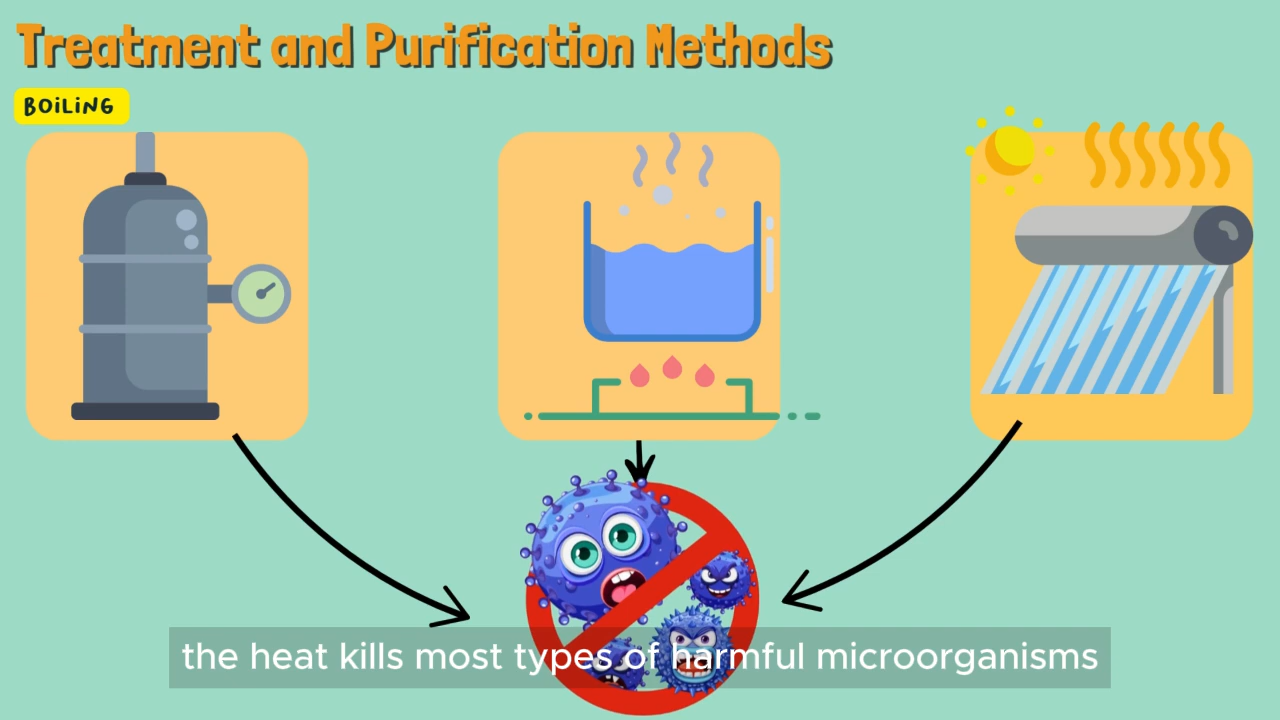 Treatment and Purification Methods
BOiLiNG
the heat kills most types of harmful microorganisms